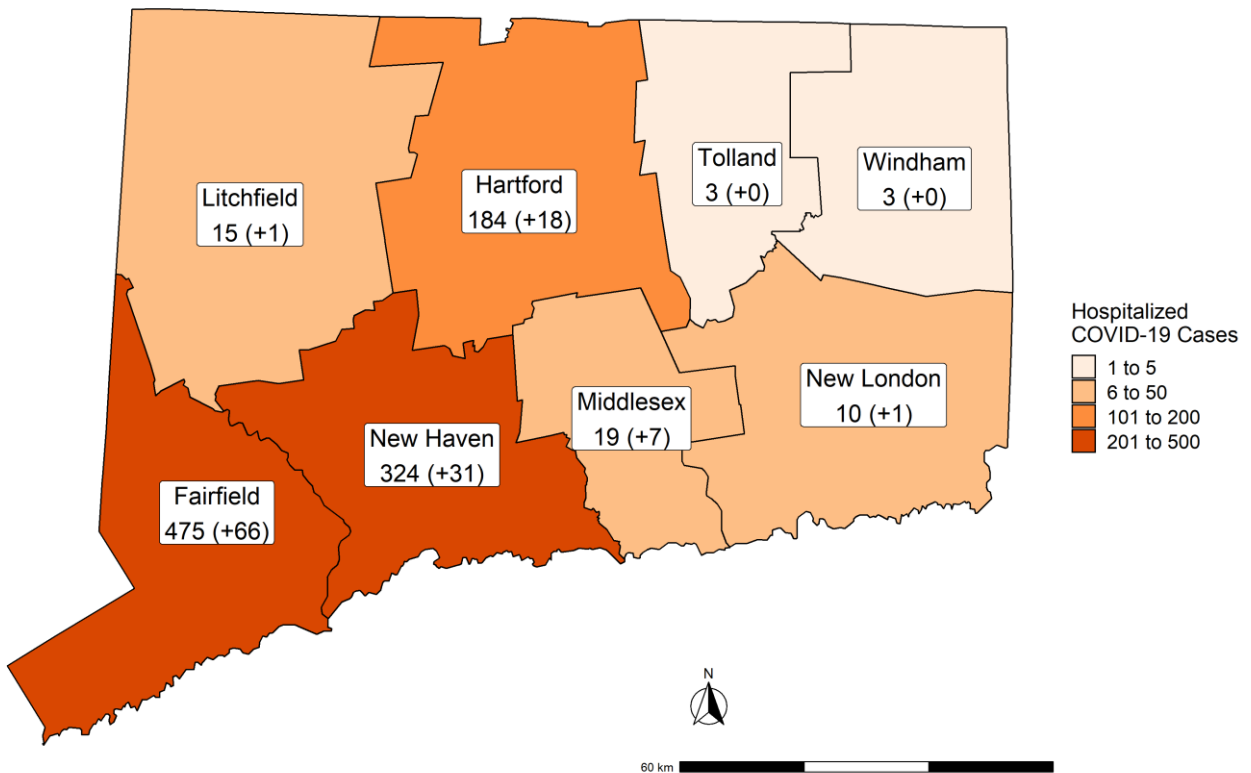 Tolland
3 (+0)
Windham
3 (+0)
Hartford
184 (+18)
Litchfield
15 (+1)
Hospitalized
COVID-19 Cases
1 to 5
6 to 50
101 to 200
201 to 500
New London
10 (+1)
Middlesex
19 (+7)
New Haven
324 (+31)
Fairfield
475 (+66)
N
60 km